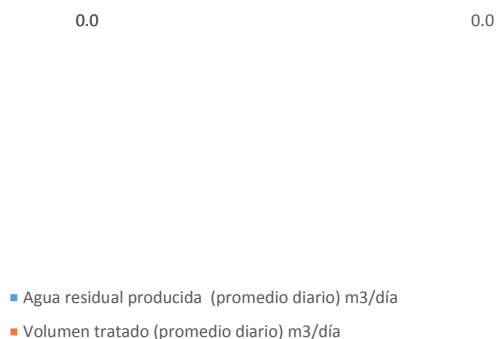 0.0 0.0
Agua residual producida (promedio diario) m3/día
Volumen tratado (promedio diario) m3/día